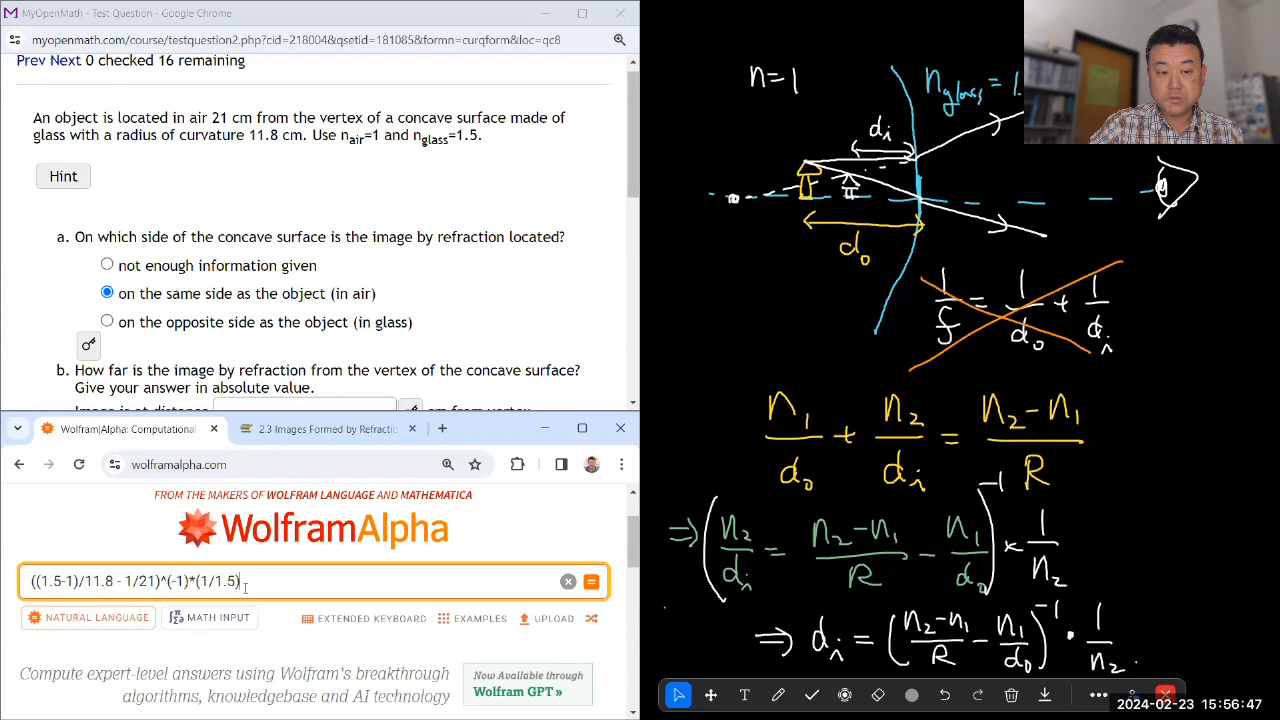 MyOpenMath - Test Question - Google Chrome
myopenmath.com/course/testquestion2.php?cid=218004&qsetid=181085&formn=curqform&loc=qc8
Prev Next 0 checked 16 remaining
An object is located in air 21 cm from the vertex of a concave surface made of
glass with a radius of curvature 11.8 cm. Use nair=1 and nglass=1.5.
Hint
a. On which side of the concave surface is the image by refraction located?
not enough information given
on the same side as the object (in air)
on the opposite side as the object (in glass)
b. How far is the image by refraction from the vertex of the concave surface?
Give your answer in absolute value.
Image is at distance cm from vertex
Wolfram|Alpha: Computational
2.3 Images Formed by Refractic
wolframalpha.com
FROM THE MAKERS OF WOLFRAM LANGUAGE AND MATHEMATICA
WolframAlpha
((1.5-1)/11.8 - 1/21)^(-1)*(1/1.5)
NATURAL LANGUAGE
MATH INPUT
EXTENDED KEYBOARD
EXAMPLES
UPLOAD
Compute expert-level answers using Wolfram's breakthrough
algorithms, knowledgebase and AI technology
Now Available through
Wolfram GPT »
n=1
nglass = 1.
di
do
1/f = 1/do + 1/di
n1/do + n2/di = (n2-n1)/R
⇒ (n2/di = (n2-n1)/R - n1/do)^-1 × 1/n2
⇒ di = ((n2-n1)/R - n1/do)^-1 · 1/n2
2024-02-23 15:56:47